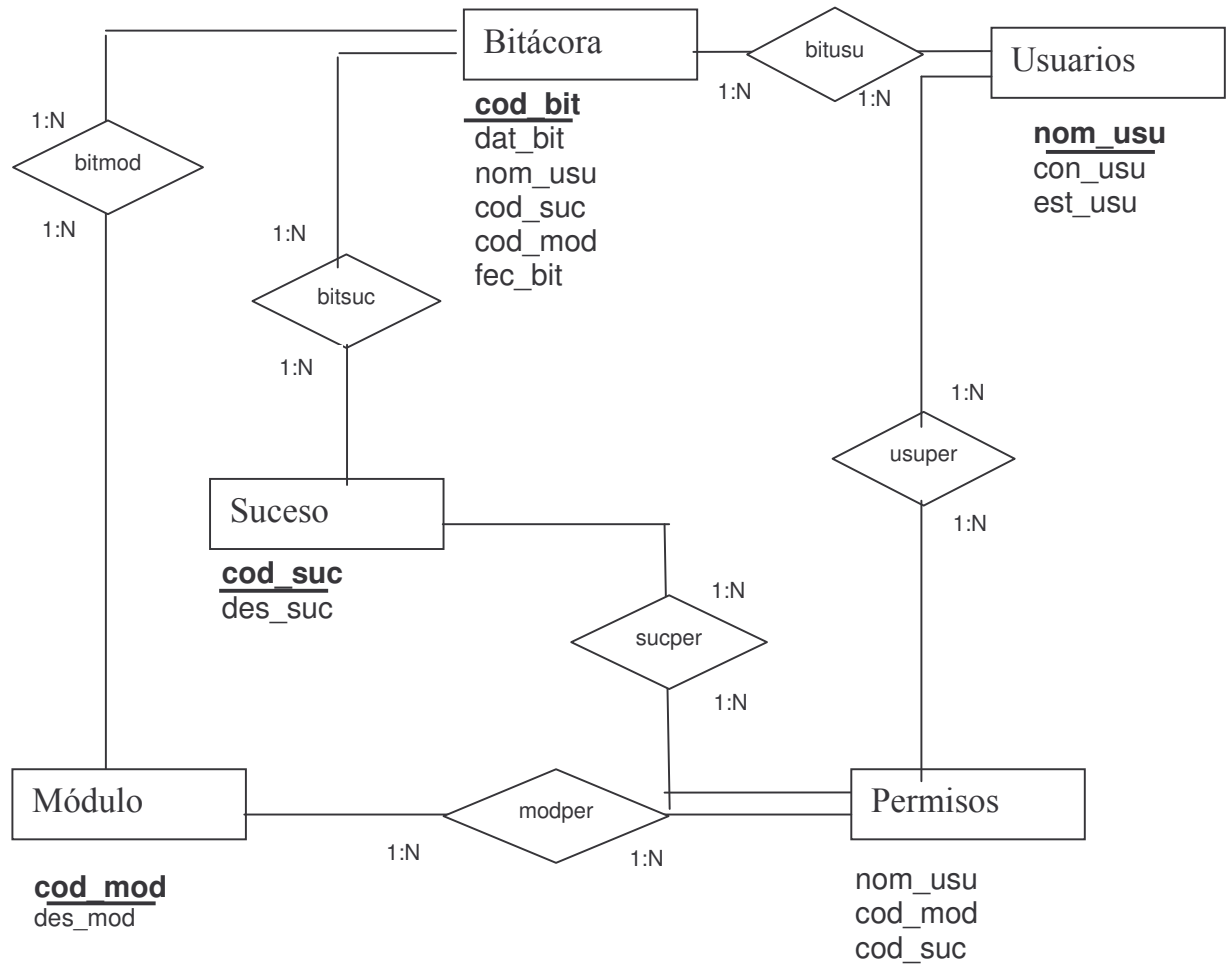 Bitácora
bitusu
Usuarios
1:N
1:N
cod_bit
dat_bit
nom_usu
cod_suc
cod_mod
fec_bit
nom_usu
con_usu
est_usu
1:N
bitmod
1:N
1:N
bitsuc
1:N
1:N
usuper
1:N
Suceso
cod_suc
des_suc
1:N
sucper
1:N
Módulo
modper
Permisos
1:N
1:N
cod_mod
des_mod
nom_usu
cod_mod
cod_suc